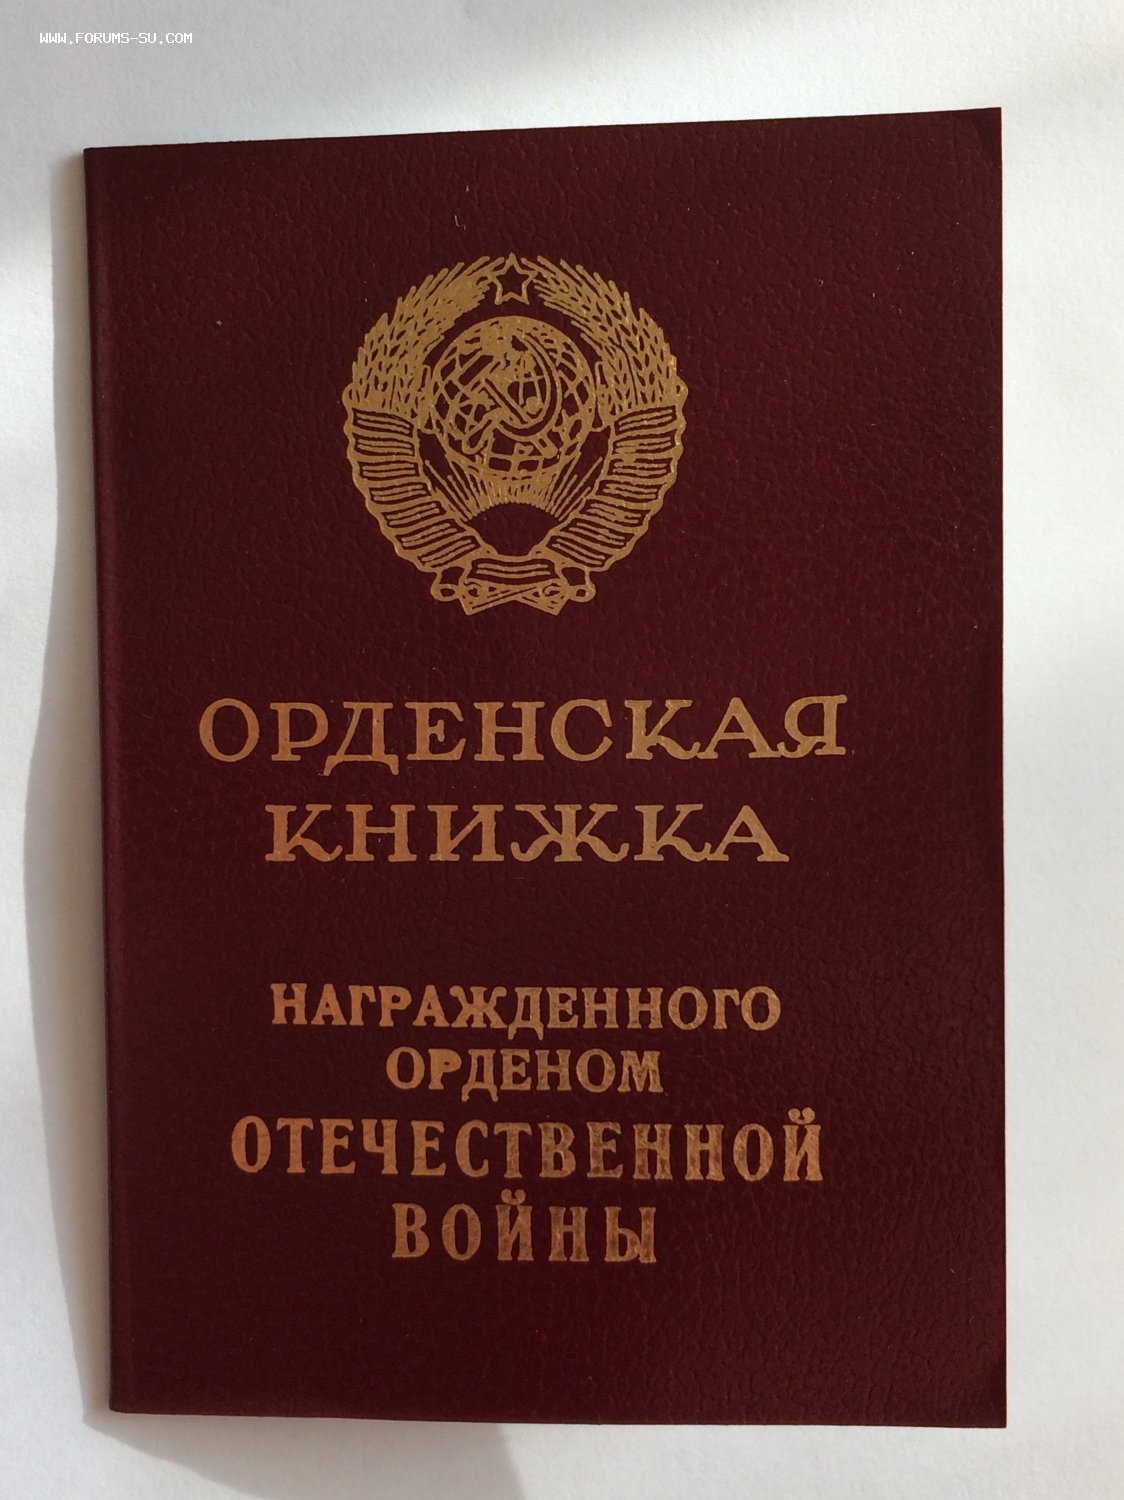 WWW.FORUMS-SU.COM
ОРДЕНСКАЯ
КНИЖКА
НАГРАЖДЕННОГО
ОРДЕНОМ
ОТЕЧЕСТВЕННОЙ
ВОЙНЫ